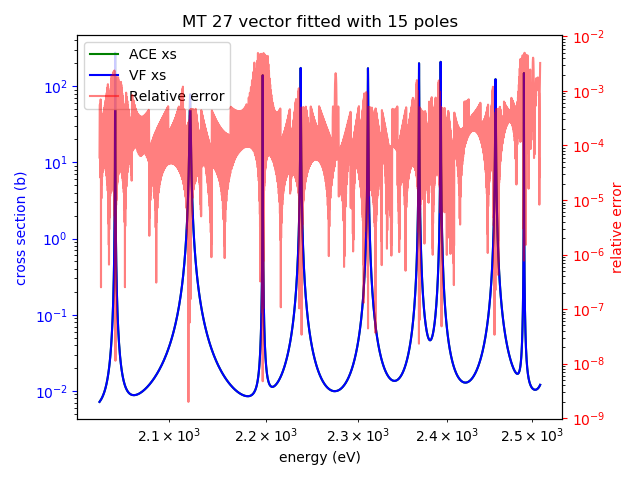 MT 27 vector fitted with 15 poles
ACE xs
VF xs
Relative error
cross section (b)
10²
10¹
10⁰
10⁻¹
10⁻²
relative error
10⁻²
10⁻³
10⁻⁴
10⁻⁵
10⁻⁶
10⁻⁷
10⁻⁸
10⁻⁹
2.1 × 10³ 2.2 × 10³ 2.3 × 10³ 2.4 × 10³ 2.5 × 10³
energy (eV)